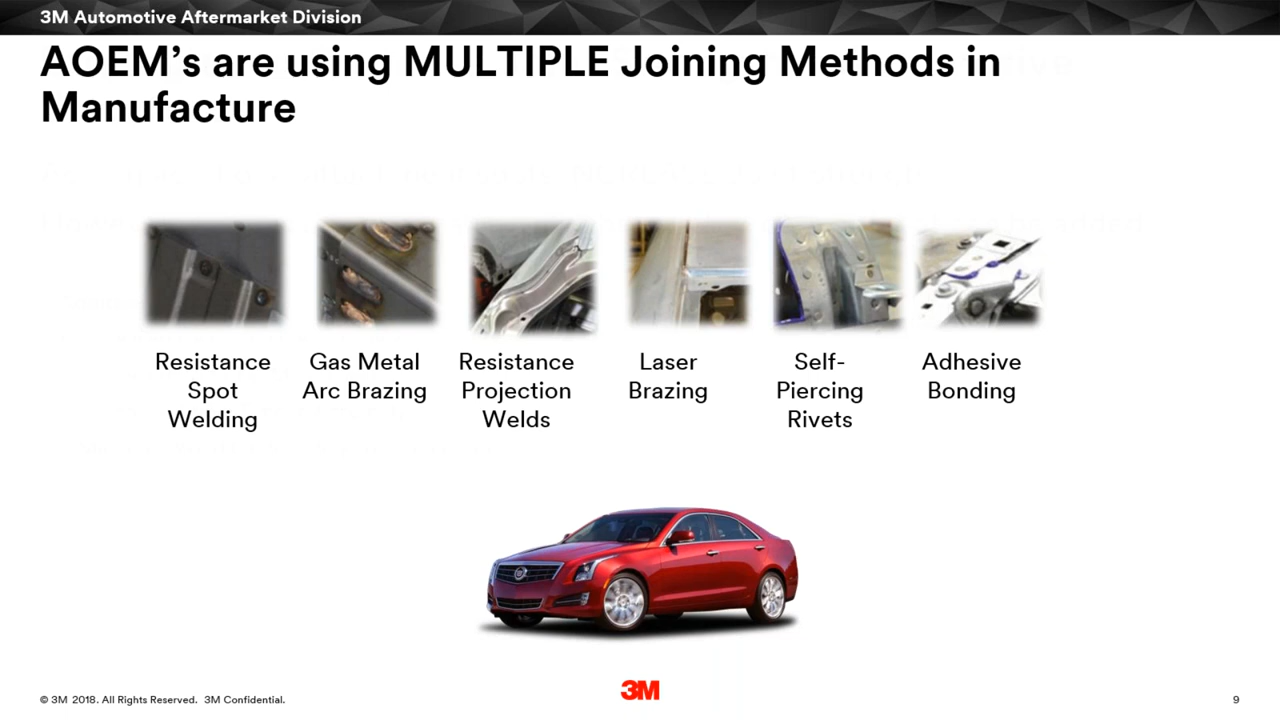 3M Automotive Aftermarket Division
AOEM’s are using MULTIPLE Joining Methods in
Manufacture
Resistance
Spot
Welding
Gas Metal
Arc Brazing
Resistance
Projection
Welds
Laser
Brazing
Self-
Piercing
Rivets
Adhesive
Bonding
© 3M 2018. All Rights Reserved. 3M Confidential.
3M
9